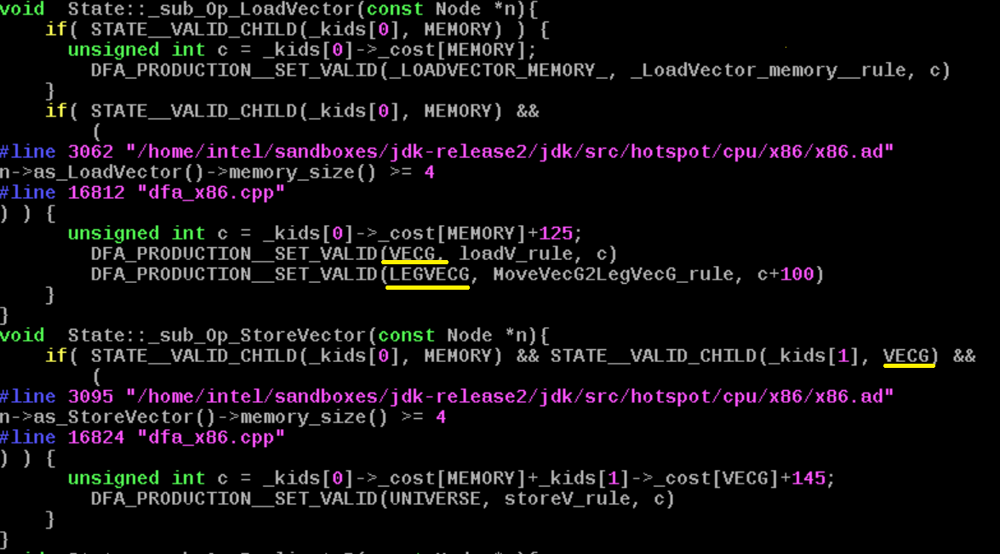 void  State::_sub_Op_LoadVector(const Node *n){
    if( STATE__VALID_CHILD(_kids[0], MEMORY) ) {
      unsigned int c = _kids[0]->_cost[MEMORY];
        DFA_PRODUCTION__SET_VALID(_LOADVECTOR_MEMORY_, _LoadVector_memory__rule, c)
    }
    if( STATE__VALID_CHILD(_kids[0], MEMORY) &&
        (
#line 3062 "/home/intel/sandboxes/jdk-release2/jdk/src/hotspot/cpu/x86/x86.ad"
n->as_LoadVector()->memory_size() >= 4
#line 16812 "dfa_x86.cpp"
) ) {
      unsigned int c = _kids[0]->_cost[MEMORY]+125;
        DFA_PRODUCTION__SET_VALID(VECG, loadV_rule, c)
        DFA_PRODUCTION__SET_VALID(LEGVECG, MoveVecG2LegVecG_rule, c+100)
    }
}
void  State::_sub_Op_StoreVector(const Node *n){
    if( STATE__VALID_CHILD(_kids[0], MEMORY) && STATE__VALID_CHILD(_kids[1], VECG) &&
        (
#line 3095 "/home/intel/sandboxes/jdk-release2/jdk/src/hotspot/cpu/x86/x86.ad"
n->as_StoreVector()->memory_size() >= 4
#line 16824 "dfa_x86.cpp"
) ) {
      unsigned int c = _kids[0]->_cost[MEMORY]+_kids[1]->_cost[VECG]+145;
        DFA_PRODUCTION__SET_VALID(UNIVERSE, storeV_rule, c)
    }
}